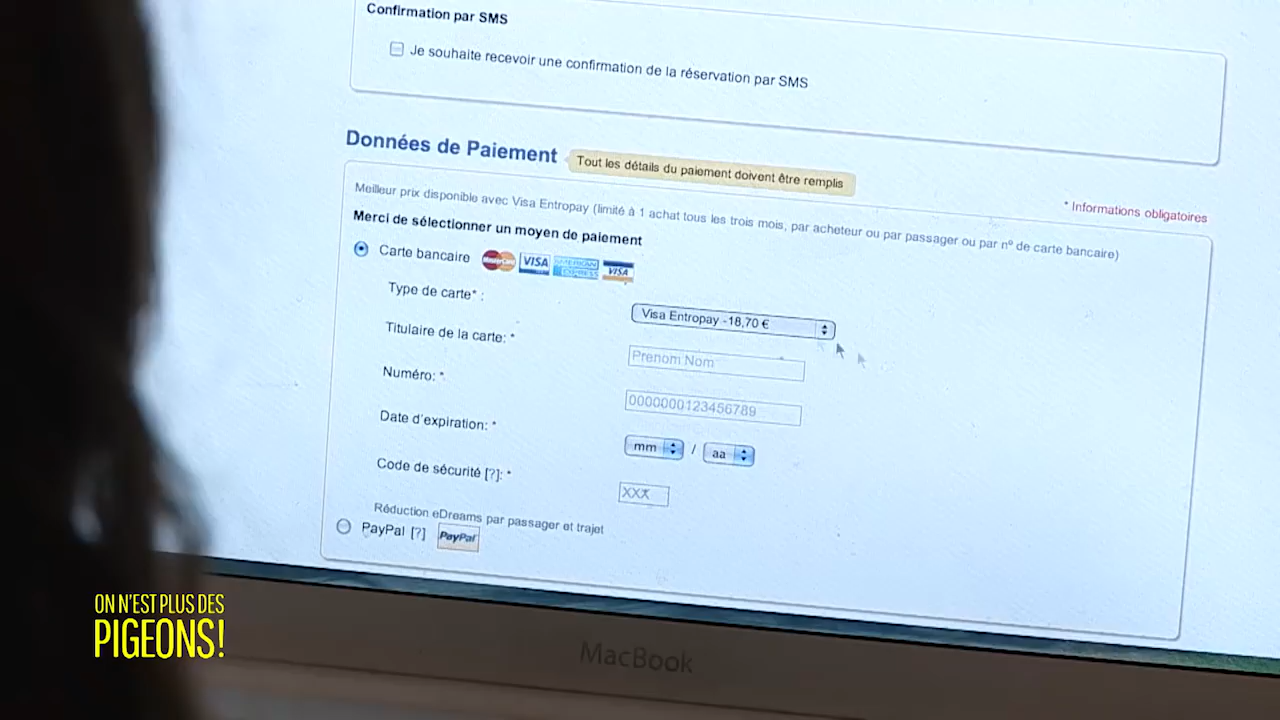 Confirmation par SMS
Je souhaite recevoir une confirmation de la réservation par SMS
Données de Paiement
Tout les détails du paiement doivent être remplis
* Informations obligatoires
Meilleur prix disponible avec Visa Entropay (limité à 1 achat tous les trois mois, par acheteur ou par passager ou par nº de carte bancaire)
Merci de sélectionner un moyen de paiement
Carte bancaire MasterCard VISA AMERICAN EXPRESS VISA
Type de carte* : Visa Entropay -18,70 €
Titulaire de la carte: * Prenom Nom
Numéro: * 0000000123456789
Date d'expiration: * mm / aa
Code de sécurité [?]: * XXX
Réduction eDreams par passager et trajet
PayPal [?] PayPal
ON N'EST PLUS DES
PIGEONS!
MacBook